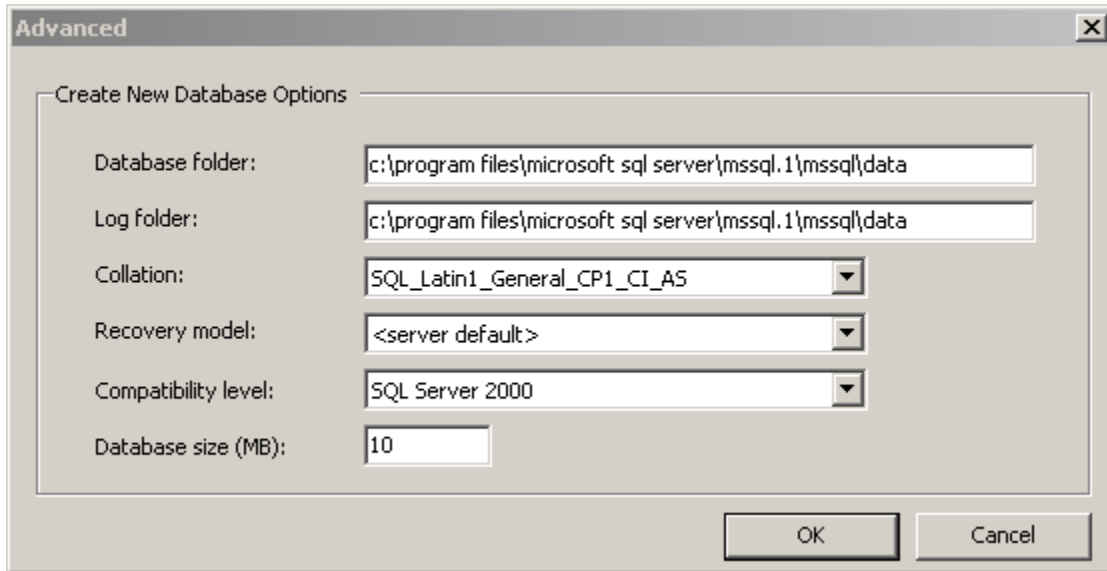 Advanced
Create New Database Options
Database folder: c:\program files\microsoft sql server\mssql.1\mssql\data
Log folder: c:\program files\microsoft sql server\mssql.1\mssql\data
Collation: SQL_Latin1_General_CP1_CI_AS
Recovery model: <server default>
Compatibility level: SQL Server 2000
Database size (MB): 10
OK Cancel